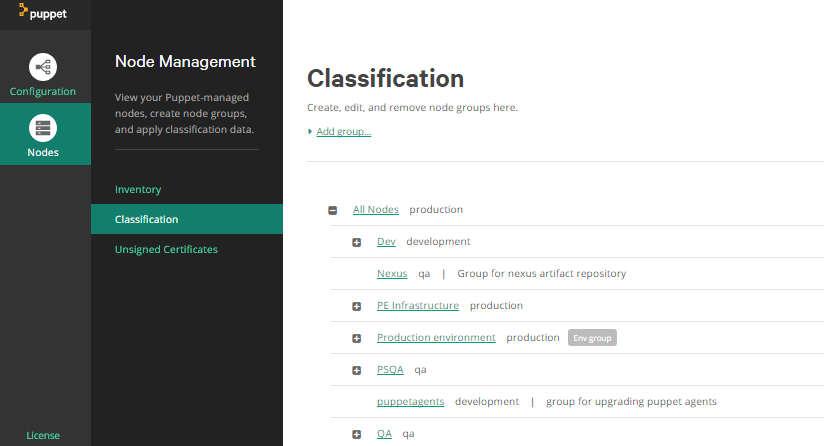 puppet
Configuration
Nodes
License
Node Management
View your Puppet-managed
nodes, create node groups,
and apply classification data.
Inventory
Classification
Unsigned Certificates
Classification
Create, edit, and remove node groups here.
Add group...
All Nodes production
Dev development
Nexus qa | Group for nexus artifact repository
PE Infrastructure production
Production environment production Env group
PSQA qa
puppetagents development | group for upgrading puppet agents
QA qa